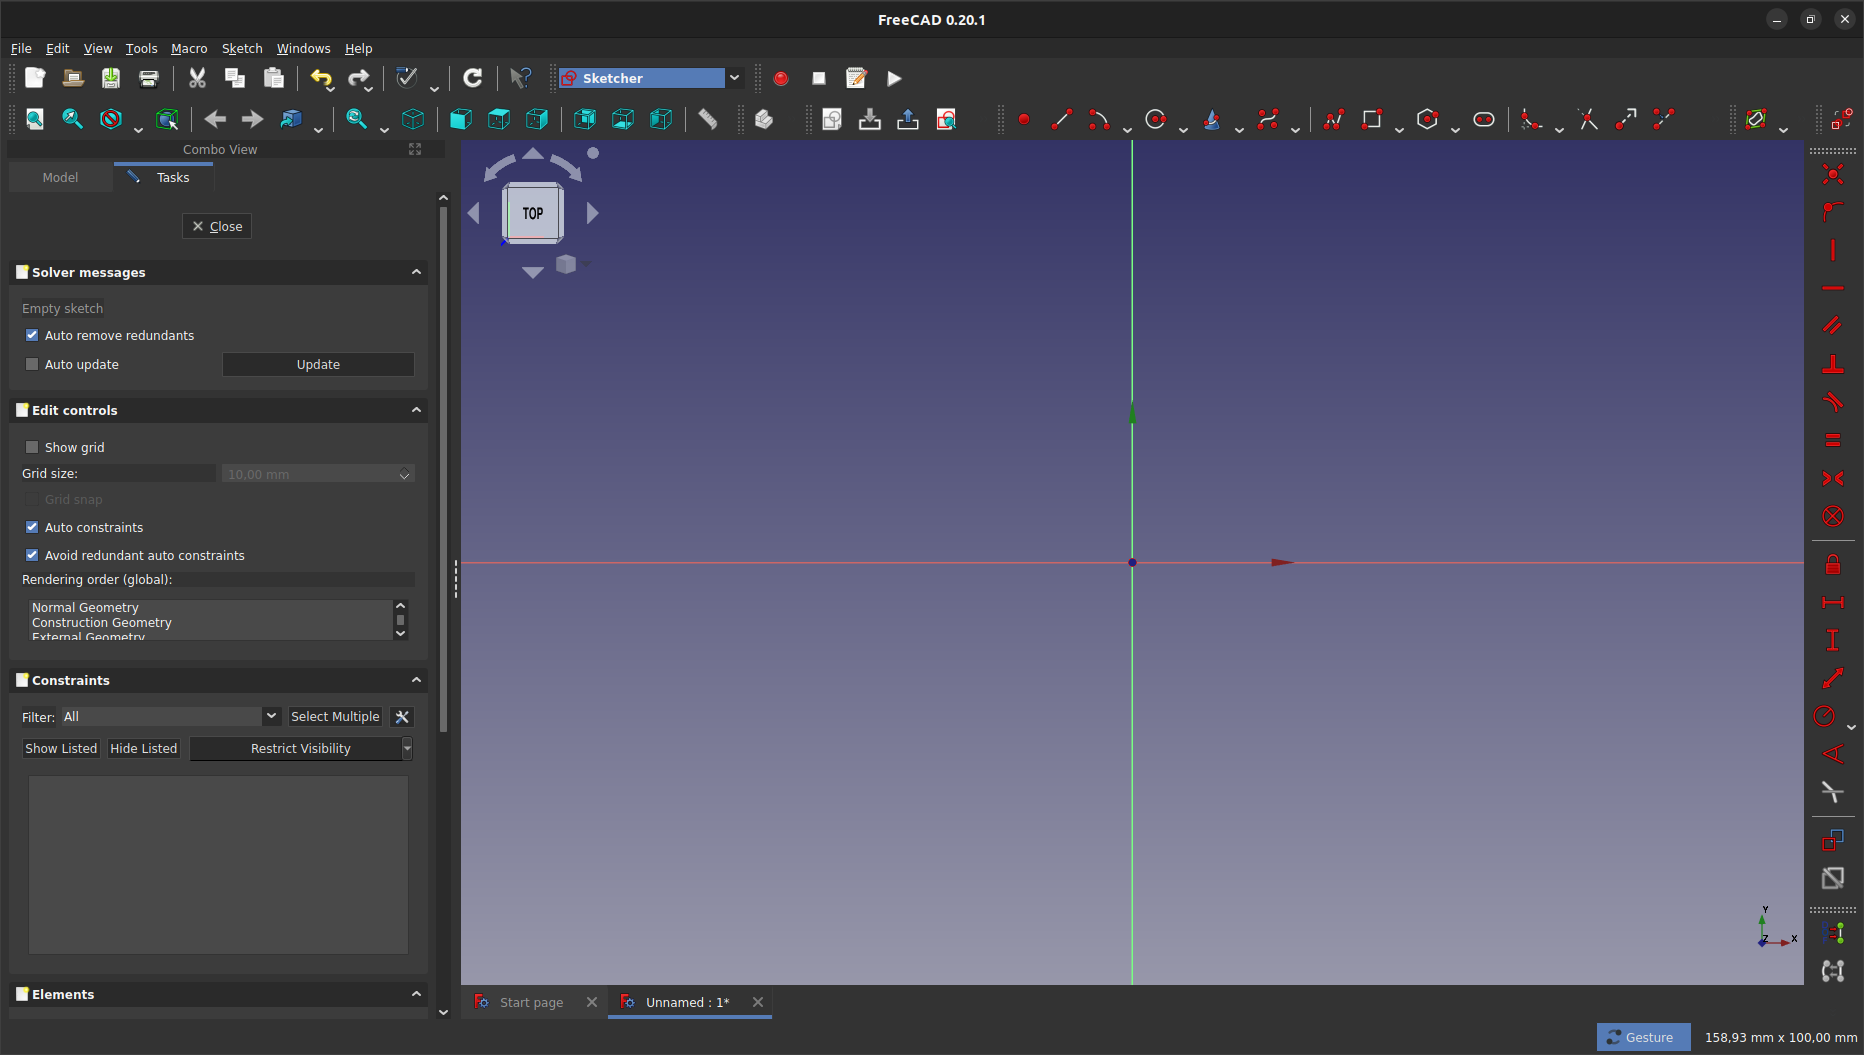 FreeCAD 0.20.1
File Edit View Tools Macro Sketch Windows Help
Sketcher
Combo View
Model Tasks
Close
Solver messages
Empty sketch
Auto remove redundants
Auto update Update
Edit controls
Show grid
Grid size: 10,00 mm
Grid snap
Auto constraints
Avoid redundant auto constraints
Rendering order (global):
Normal Geometry
Construction Geometry
External Geometry
Constraints
Filter: All Select Multiple
Show Listed Hide Listed Restrict Visibility
Elements
TOP
Y
Z X
Start page Unnamed : 1*
Gesture 158,93 mm x 100,00 mm